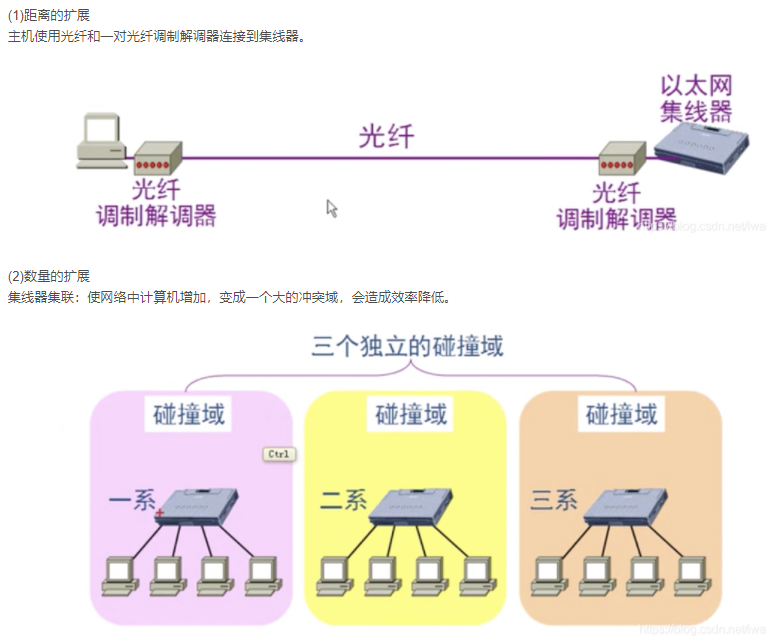 (1)距离的扩展
主机使用光纤和一对光纤调制解调器连接到集线器。
以太网
集线器
光纤
光纤
调制解调器
光纤
调制解调器
(2)数量的扩展
集线器集联：使网络中计算机增加，变成一个大的冲突域，会造成效率降低。
三个独立的碰撞域
碰撞域
碰撞域
碰撞域
Ctrl
一系
二系
三系
https://blog.csdn.net/lwa